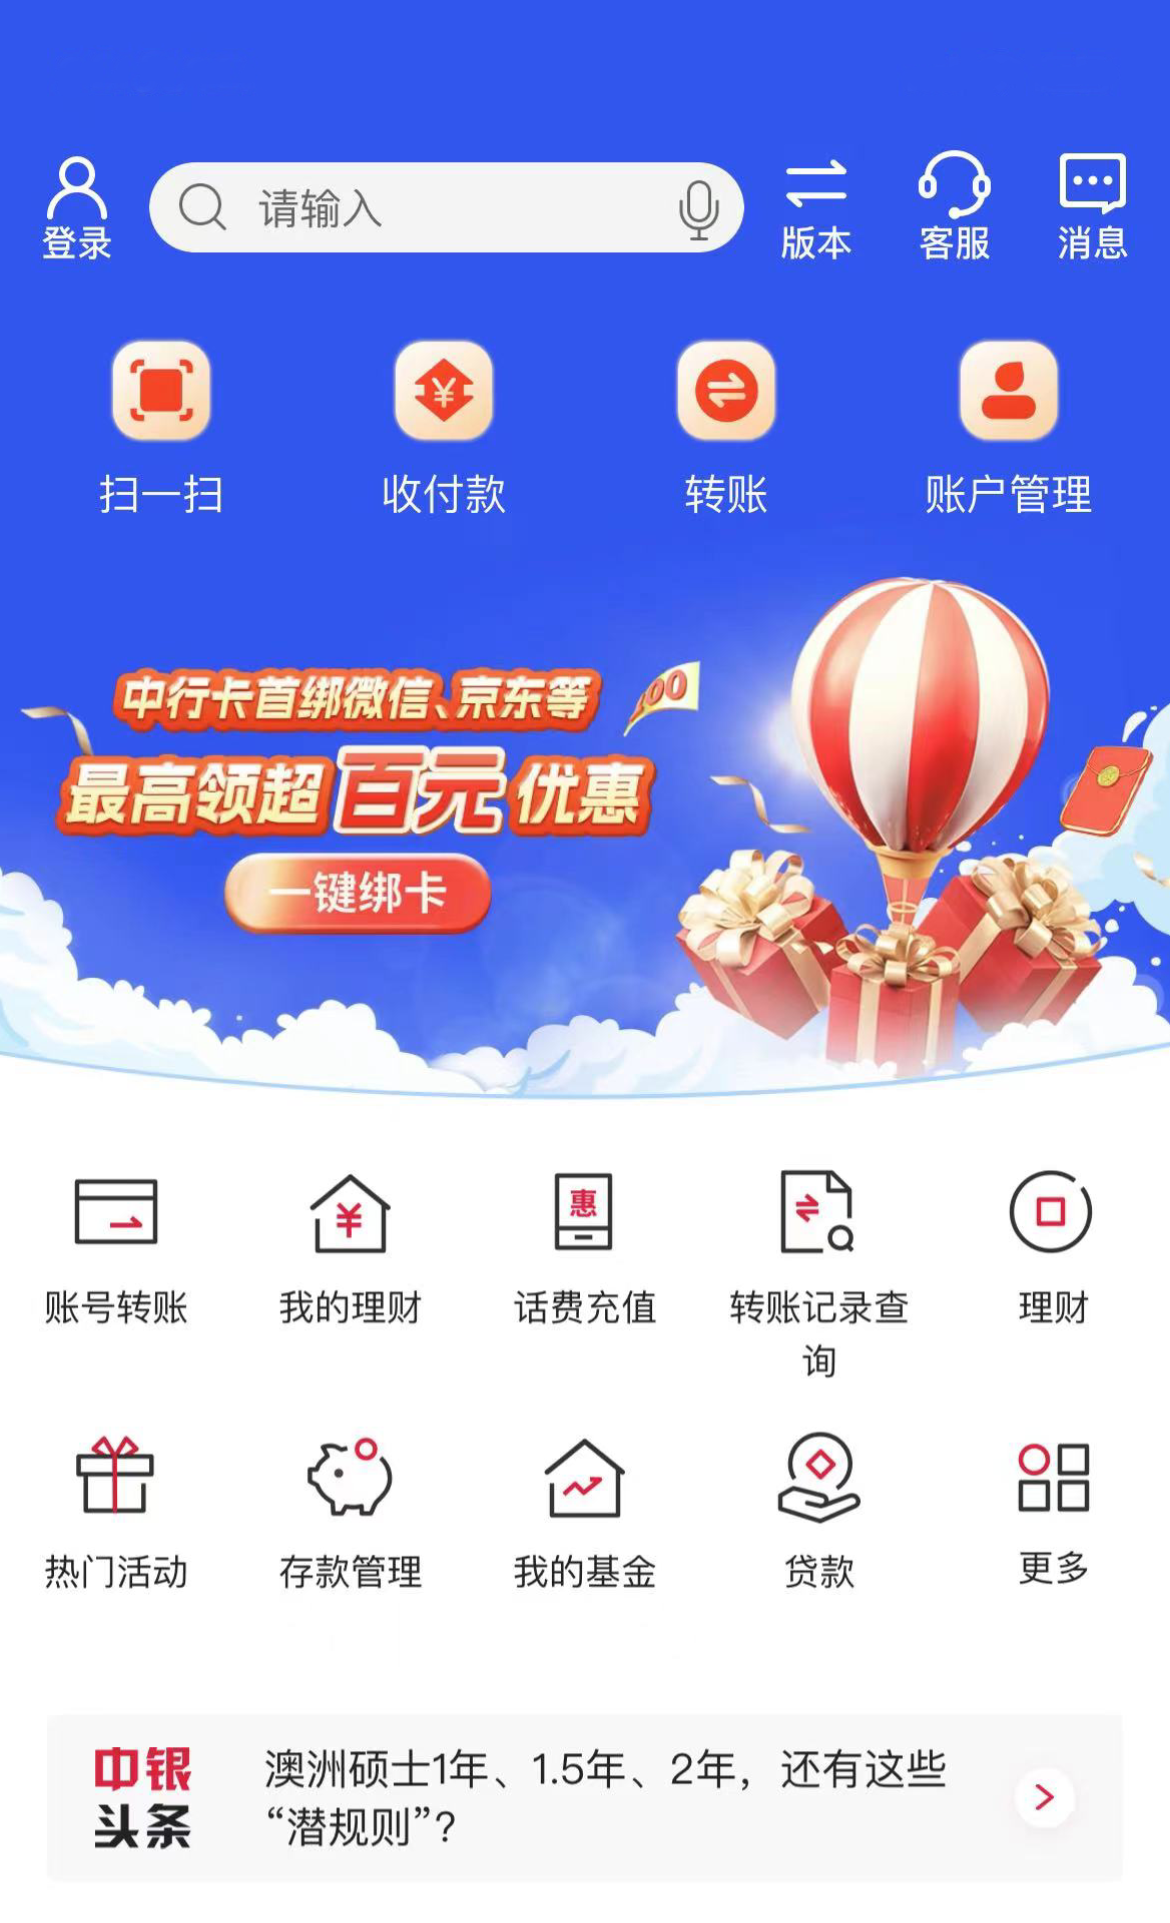 登录
请输入
版本
客服
消息
扫一扫
收付款
转账
账户管理
中行卡首绑微信、京东等
100
最高领超百元优惠
一键绑卡
¥
惠
账号转账
我的理财
话费充值
转账记录查
询
理财
热门活动
存款管理
我的基金
贷款
更多
中银
头条
澳洲硕士1年、1.5年、2年，还有这些
“潜规则”？